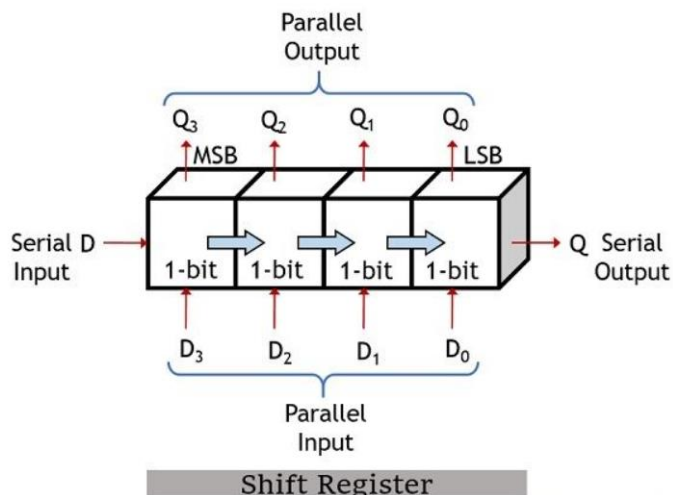 Parallel
Output
Q₃ Q₂ Q₁ Q₀
MSB LSB
Serial D
Input
1-bit 1-bit 1-bit 1-bit
Q Serial
Output
D₃ D₂ D₁ D₀
Parallel
Input
Shift Register